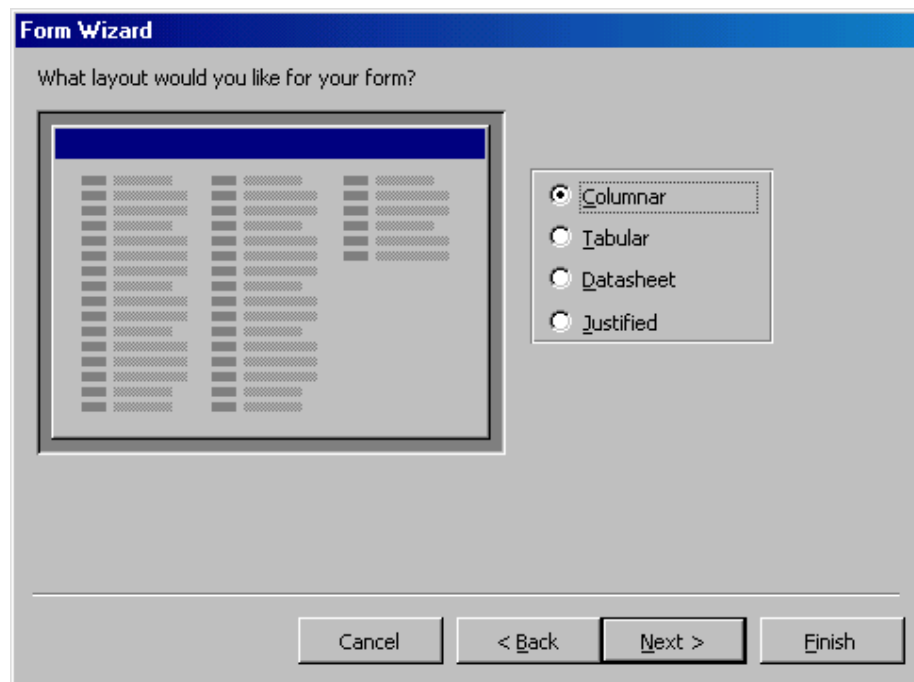 Form Wizard
What layout would you like for your form?
Columnar
Tabular
Datasheet
Justified
Cancel
< Back
Next >
Finish